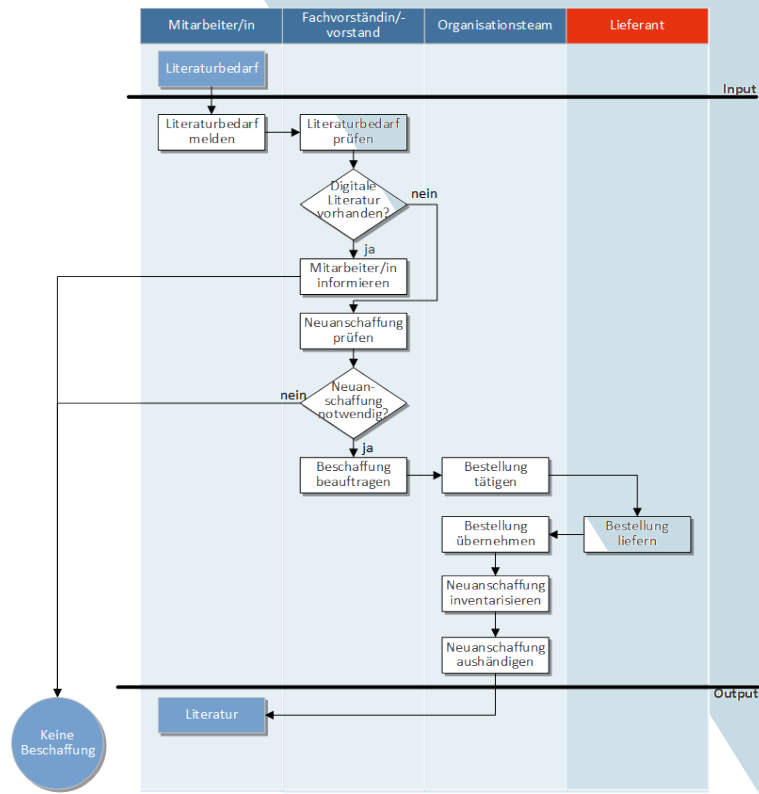 Mitarbeiter/in
Fachvorständin/-
vorstand
Organisationsteam
Lieferant
Literaturbedarf
Input
Literaturbedarf
melden
Literaturbedarf
prüfen
Digitale
Literatur
vorhanden?
nein
ja
Mitarbeiter/in
informieren
Neuanschaffung
prüfen
nein
Neuan-
schaffung
notwendig?
ja
Beschaffung
beauftragen
Bestellung
tätigen
Bestellung
liefern
Bestellung
übernehmen
Neuanschaffung
inventarisieren
Neuanschaffung
aushändigen
Output
Literatur
Keine
Beschaffung